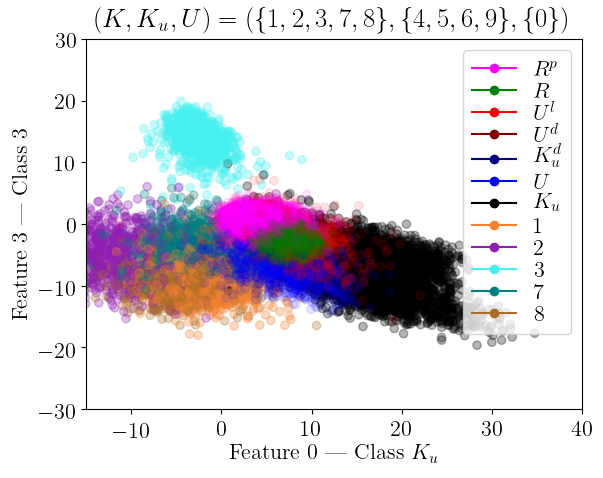 (K, K_u, U) = ({1, 2, 3, 7, 8}, {4, 5, 6, 9}, {0})
30
20
10
0
−10
−20
−30
Feature 3 — Class 3
−10
0
10
20
30
40
Feature 0 — Class K_u
R^p
R
U^l
U^d
K_u^d
U
K_u
1
2
3
7
8